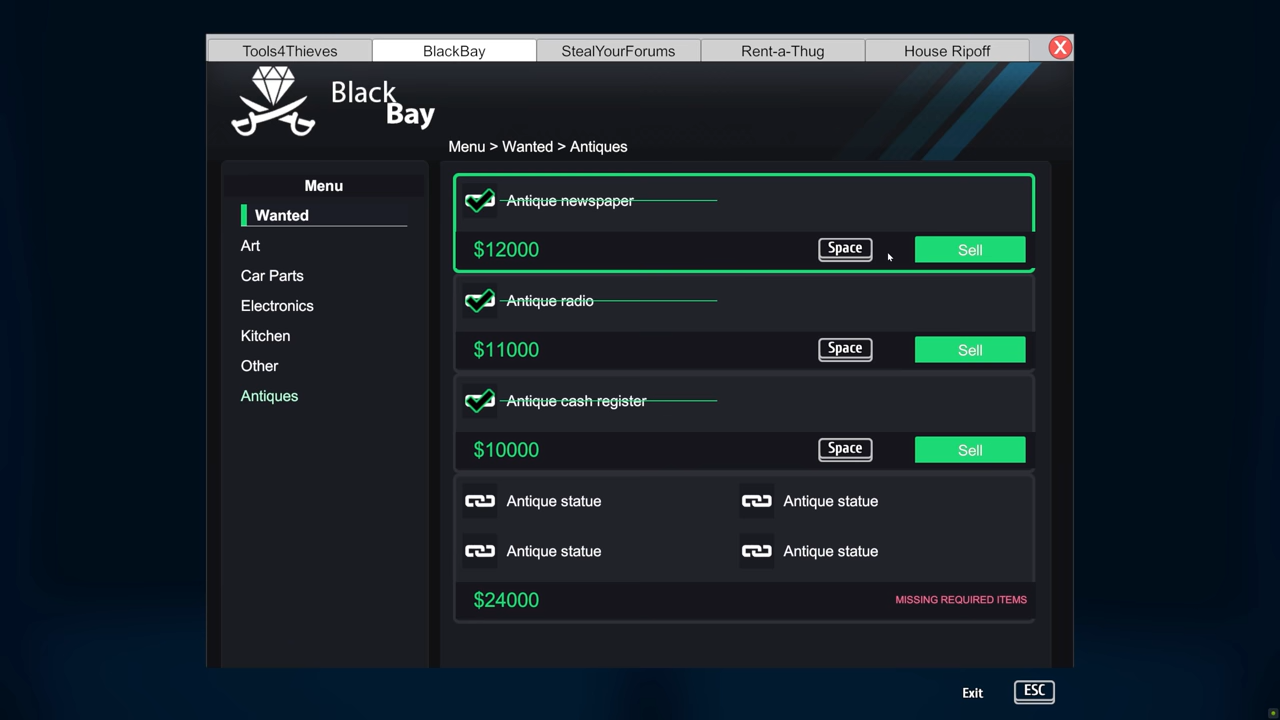 Tools4Thieves BlackBay StealYourForums Rent-a-Thug House Ripoff X
Black
Bay
Menu > Wanted > Antiques
Menu
Wanted
Art
Car Parts
Electronics
Kitchen
Other
Antiques
Antique newspaper
$12000 Space Sell
Antique radio
$11000 Space Sell
Antique cash register
$10000 Space Sell
Antique statue Antique statue
Antique statue Antique statue
$24000 MISSING REQUIRED ITEMS
Exit ESC